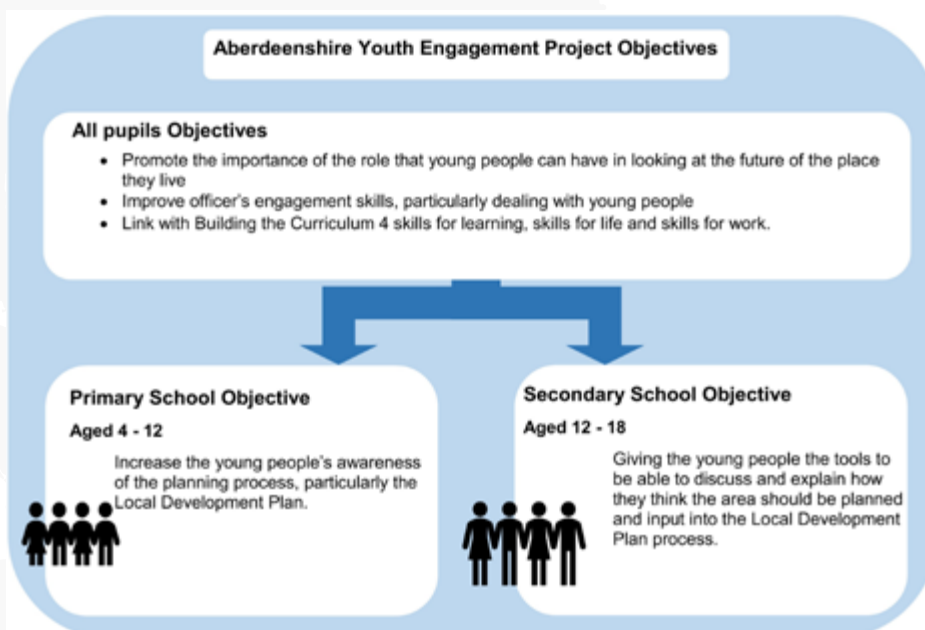 Aberdeenshire Youth Engagement Project Objectives
All pupils Objectives
• Promote the importance of the role that young people can have in looking at the future of the place
they live
• Improve officer's engagement skills, particularly dealing with young people
• Link with Building the Curriculum 4 skills for learning, skills for life and skills for work.
Primary School Objective
Aged 4 - 12
Increase the young people's awareness
of the planning process, particularly the
Local Development Plan.
Secondary School Objective
Aged 12 - 18
Giving the young people the tools to
be able to discuss and explain how
they think the area should be planned
and input into the Local Development
Plan process.